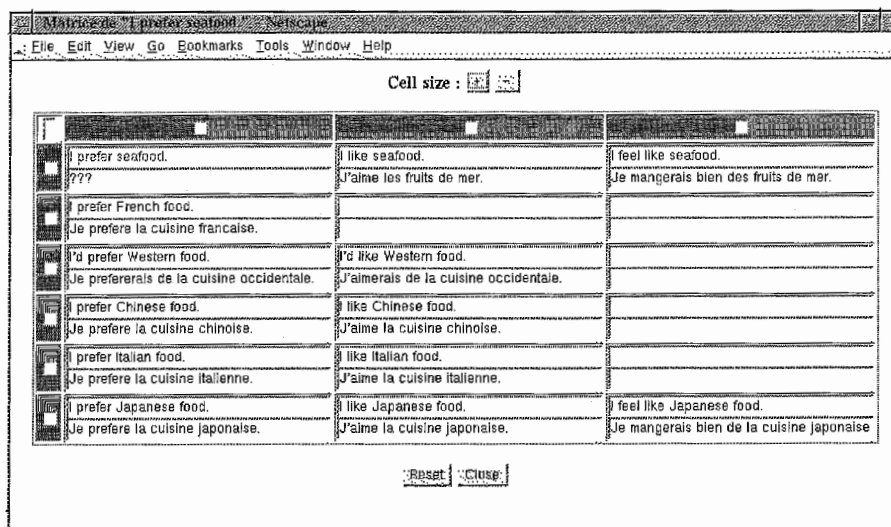 Matrice de "I prefer seafood." - Netscape
File Edit View Go Bookmarks Tools Window Help
Cell size : + -
I prefer seafood. I like seafood. I feel like seafood.
??? J'aime les fruits de mer. Je mangerais bien des fruits de mer.
I prefer French food.
Je prefere la cuisine francaise.
I'd prefer Western food. I'd like Western food.
Je prefererais de la cuisine occidentale. J'aimerais de la cuisine occidentale.
I prefer Chinese food. I like Chinese food.
Je prefere la cuisine chinoise. J'aime la cuisine chinoise.
I prefer Italian food. I like Italian food.
Je prefere la cuisine italienne. J'aime la cuisine italienne.
I prefer Japanese food. I like Japanese food. I feel like Japanese food.
Je prefere la cuisine japonaise. J'aime la cuisine japonaise. Je mangerais bien de la cuisine japonaise
Reset Close